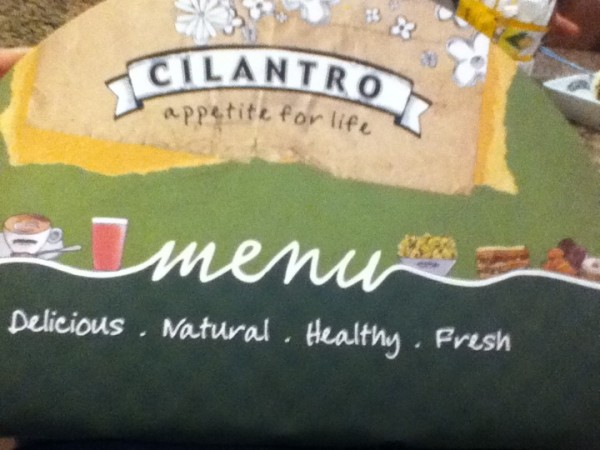 CILANTRO
appetite for life
menu
Delicious . Natural . Healthy . Fresh